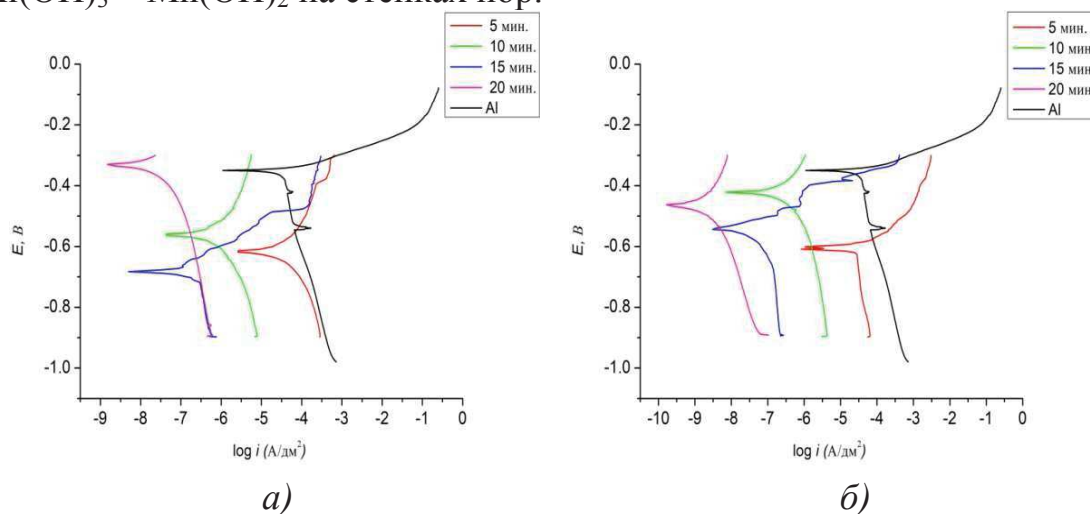 (OH)₃ – Mn(OH)₂ на стенках пор.
5 мин.
10 мин.
15 мин.
20 мин.
Al
0.0
-0.2
-0.4
-0.6
-0.8
-1.0
E, В
-9 -8 -7 -6 -5 -4 -3 -2 -1 0
log i (А/дм²)
а)
5 мин.
10 мин.
15 мин.
20 мин.
Al
0.0
-0.2
-0.4
-0.6
-0.8
-1.0
E, В
-10 -9 -8 -7 -6 -5 -4 -3 -2 -1 0
log i (А/дм²)
б)